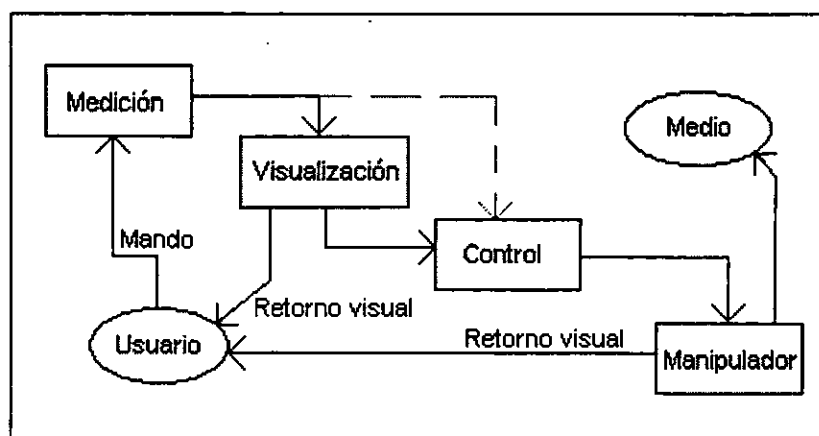 Medición
Medio
Visualización
Mando
Control
Retorno visual
Usuario
Retorno visual
Manipulador